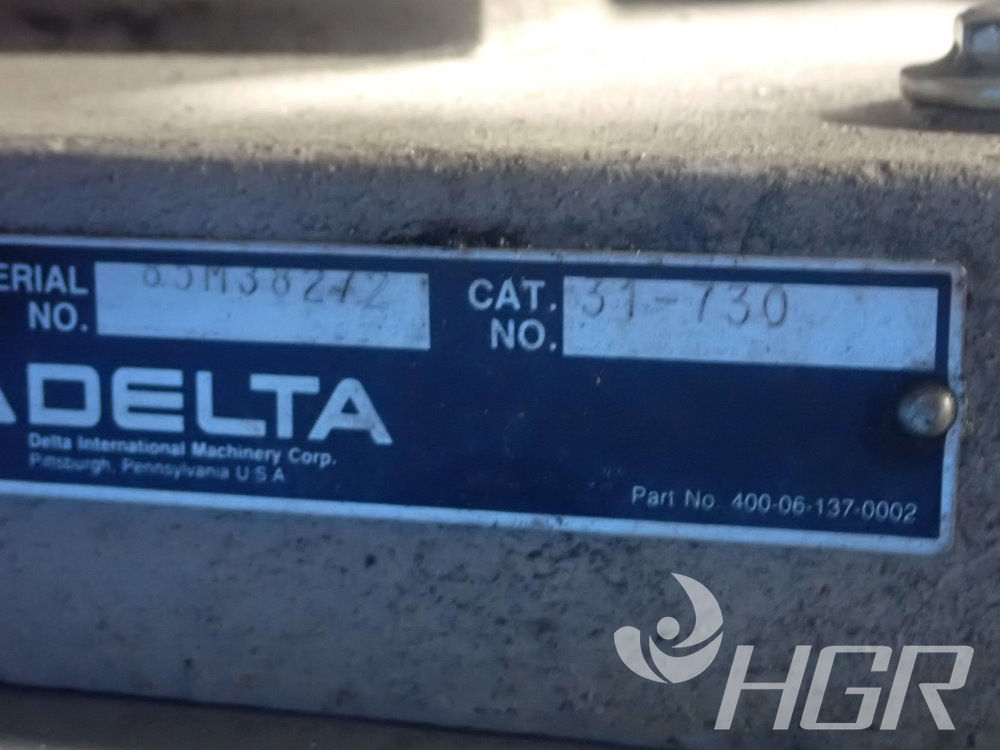 ERIAL NO. 85M38272
CAT. NO. 31-730
DELTA
Delta International Machinery Corp.
Pittsburgh, Pennsylvania U S A
Part No. 400-06-137-0002
HGR